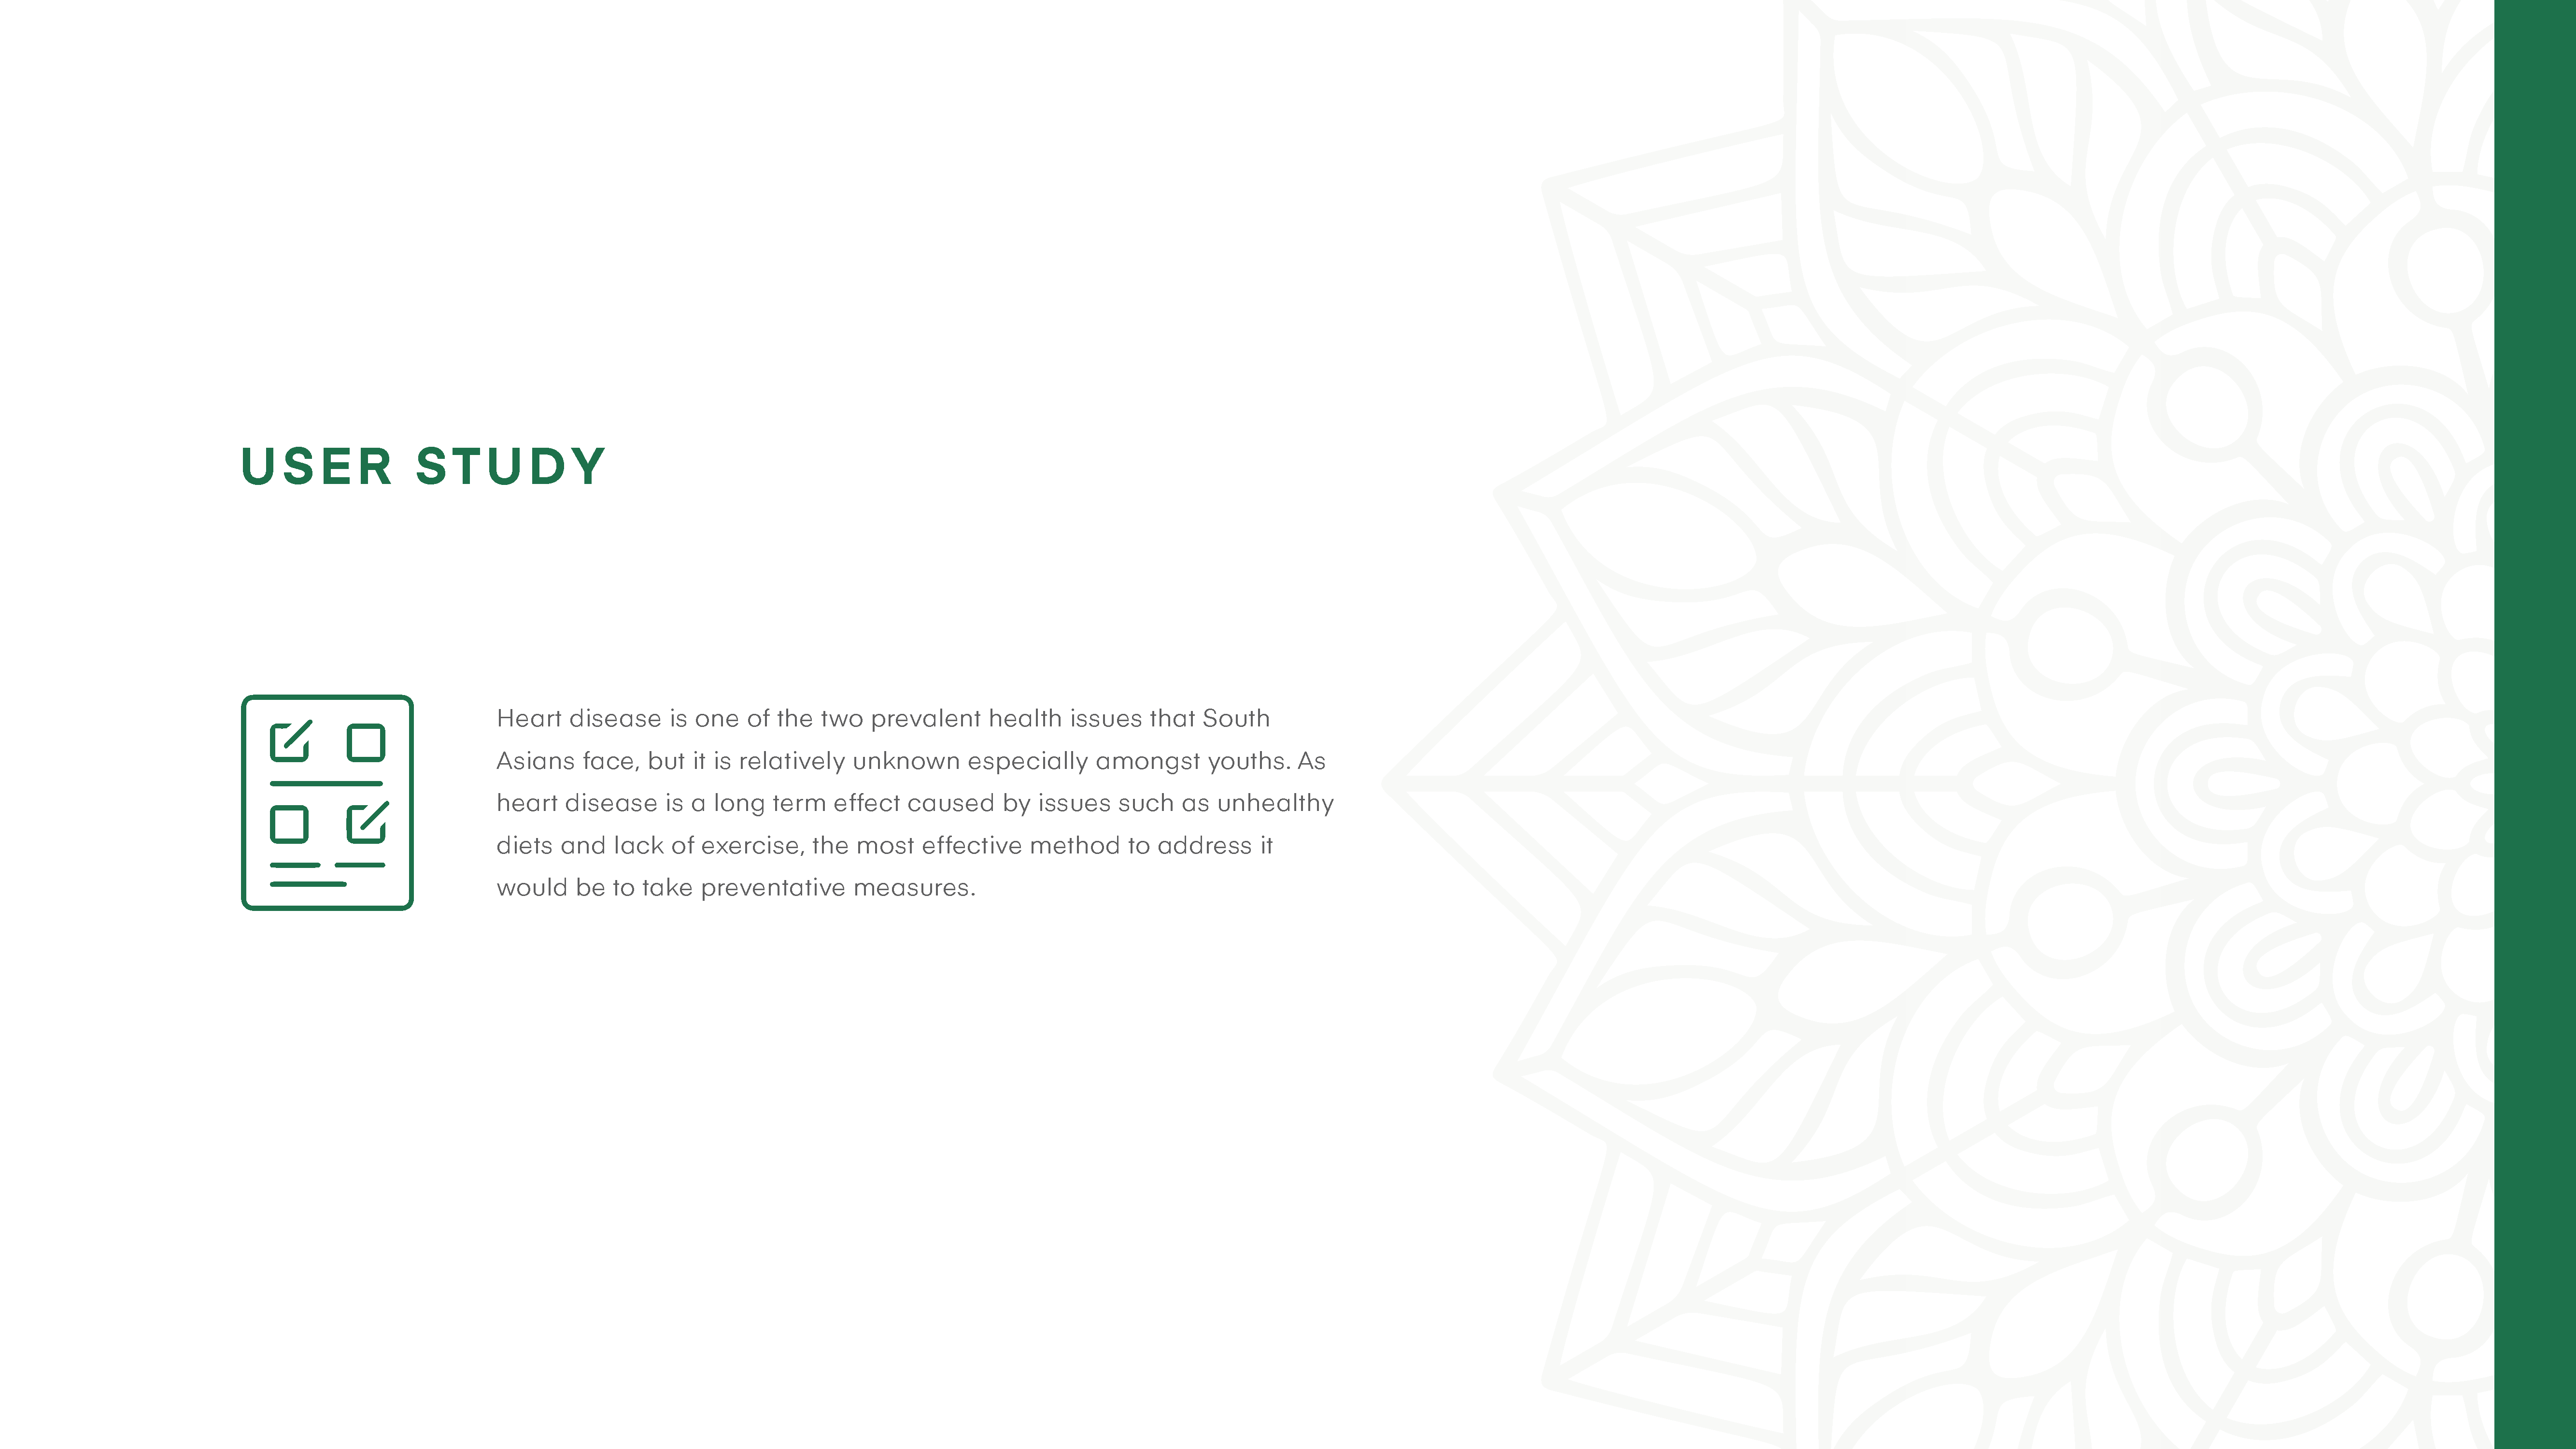 USER STUDY
Heart disease is one of the two prevalent health issues that South
Asians face, but it is relatively unknown especially amongst youths. As
heart disease is a long term effect caused by issues such as unhealthy
diets and lack of exercise, the most effective method to address it
would be to take preventative measures.